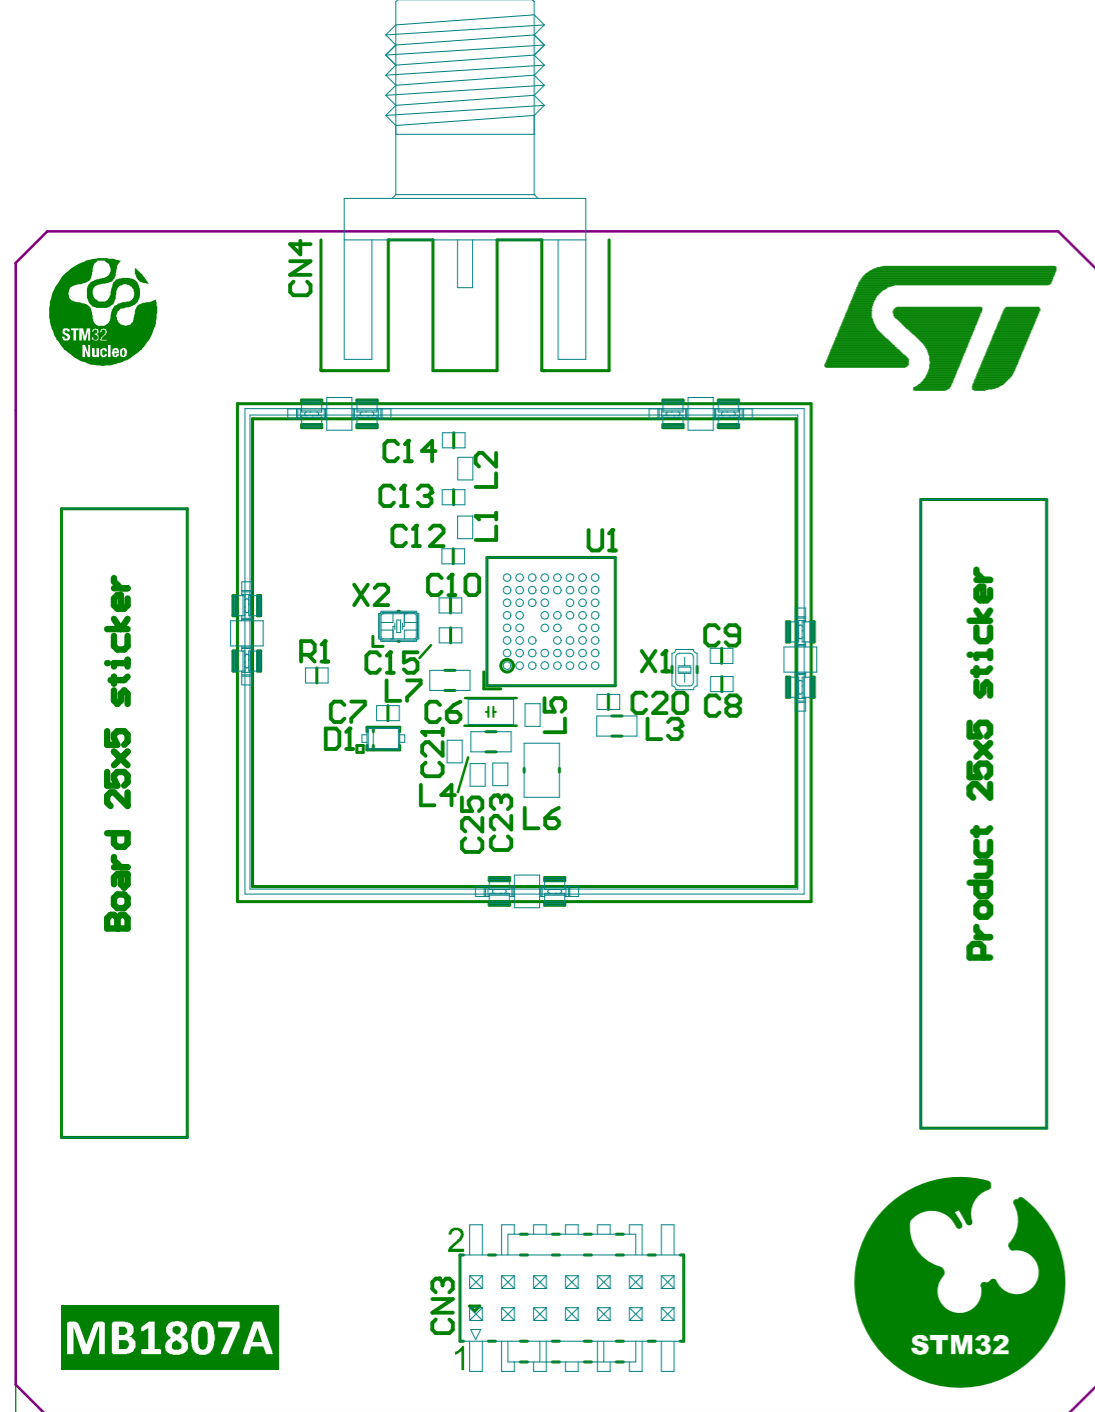 CN4
STM32
Nucleo
ST
C14
L2
C13
L1
C12
U1
C10
X2
R1
C15
C9
X1
L7
C7
C6
L5
C20
C8
D1
L3
C21
L4
C25
C23
L6
Board 25x5 sticker
Product 25x5 sticker
2
CN3
1
MB1807A
STM32